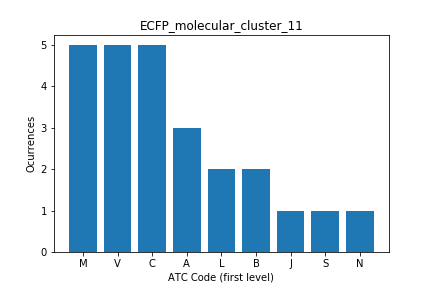 ECFP_molecular_cluster_11
Ocurrences
5
4
3
2
1
0
M V C A L B J S N
ATC Code (first level)